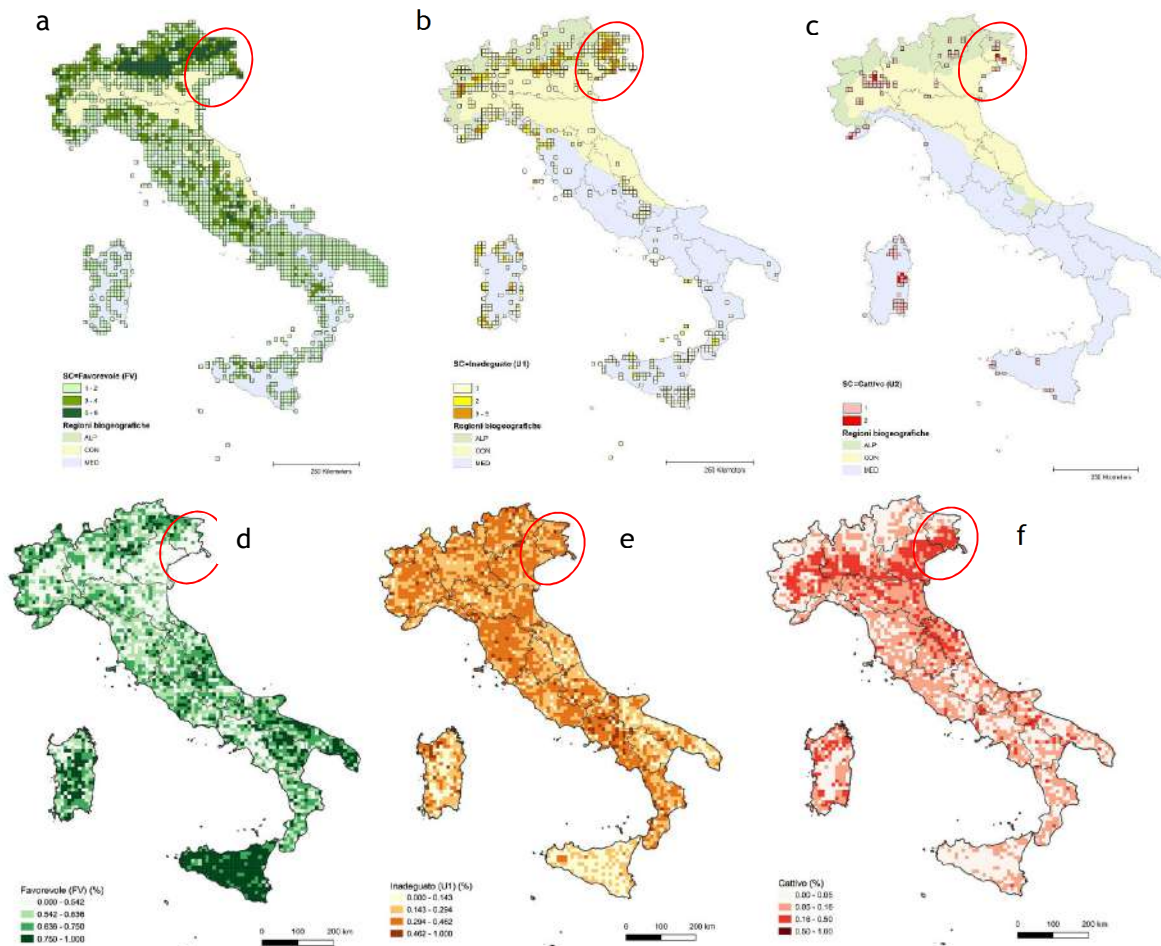 a
b
c
SC=Favorevole (FV)
1 - 2
3 - 4
Regioni biogeografiche
ALP
CON
MED
250 Kilometers
SC=Inadeguato (U1)
1
2
Regioni biogeografiche
ALP
CON
MED
250 Kilometers
SC=Cattivo (U2)
1
2
Regioni biogeografiche
ALP
CON
MED
250 Kilometers
d
e
f
Favorevole (FV) (%)
0.000 - 0.542
0.542 - 0.636
0.636 - 0.750
0.750 - 1.000
0 100 200 km
Inadeguato (U1) (%)
0.000 - 0.143
0.143 - 0.294
0.294 - 0.462
0.462 - 1.000
0 100 200 km
Cattivo (%)
0.00 - 0.05
0.05 - 0.16
0.16 - 0.50
0.50 - 1.00
0 100 200 km